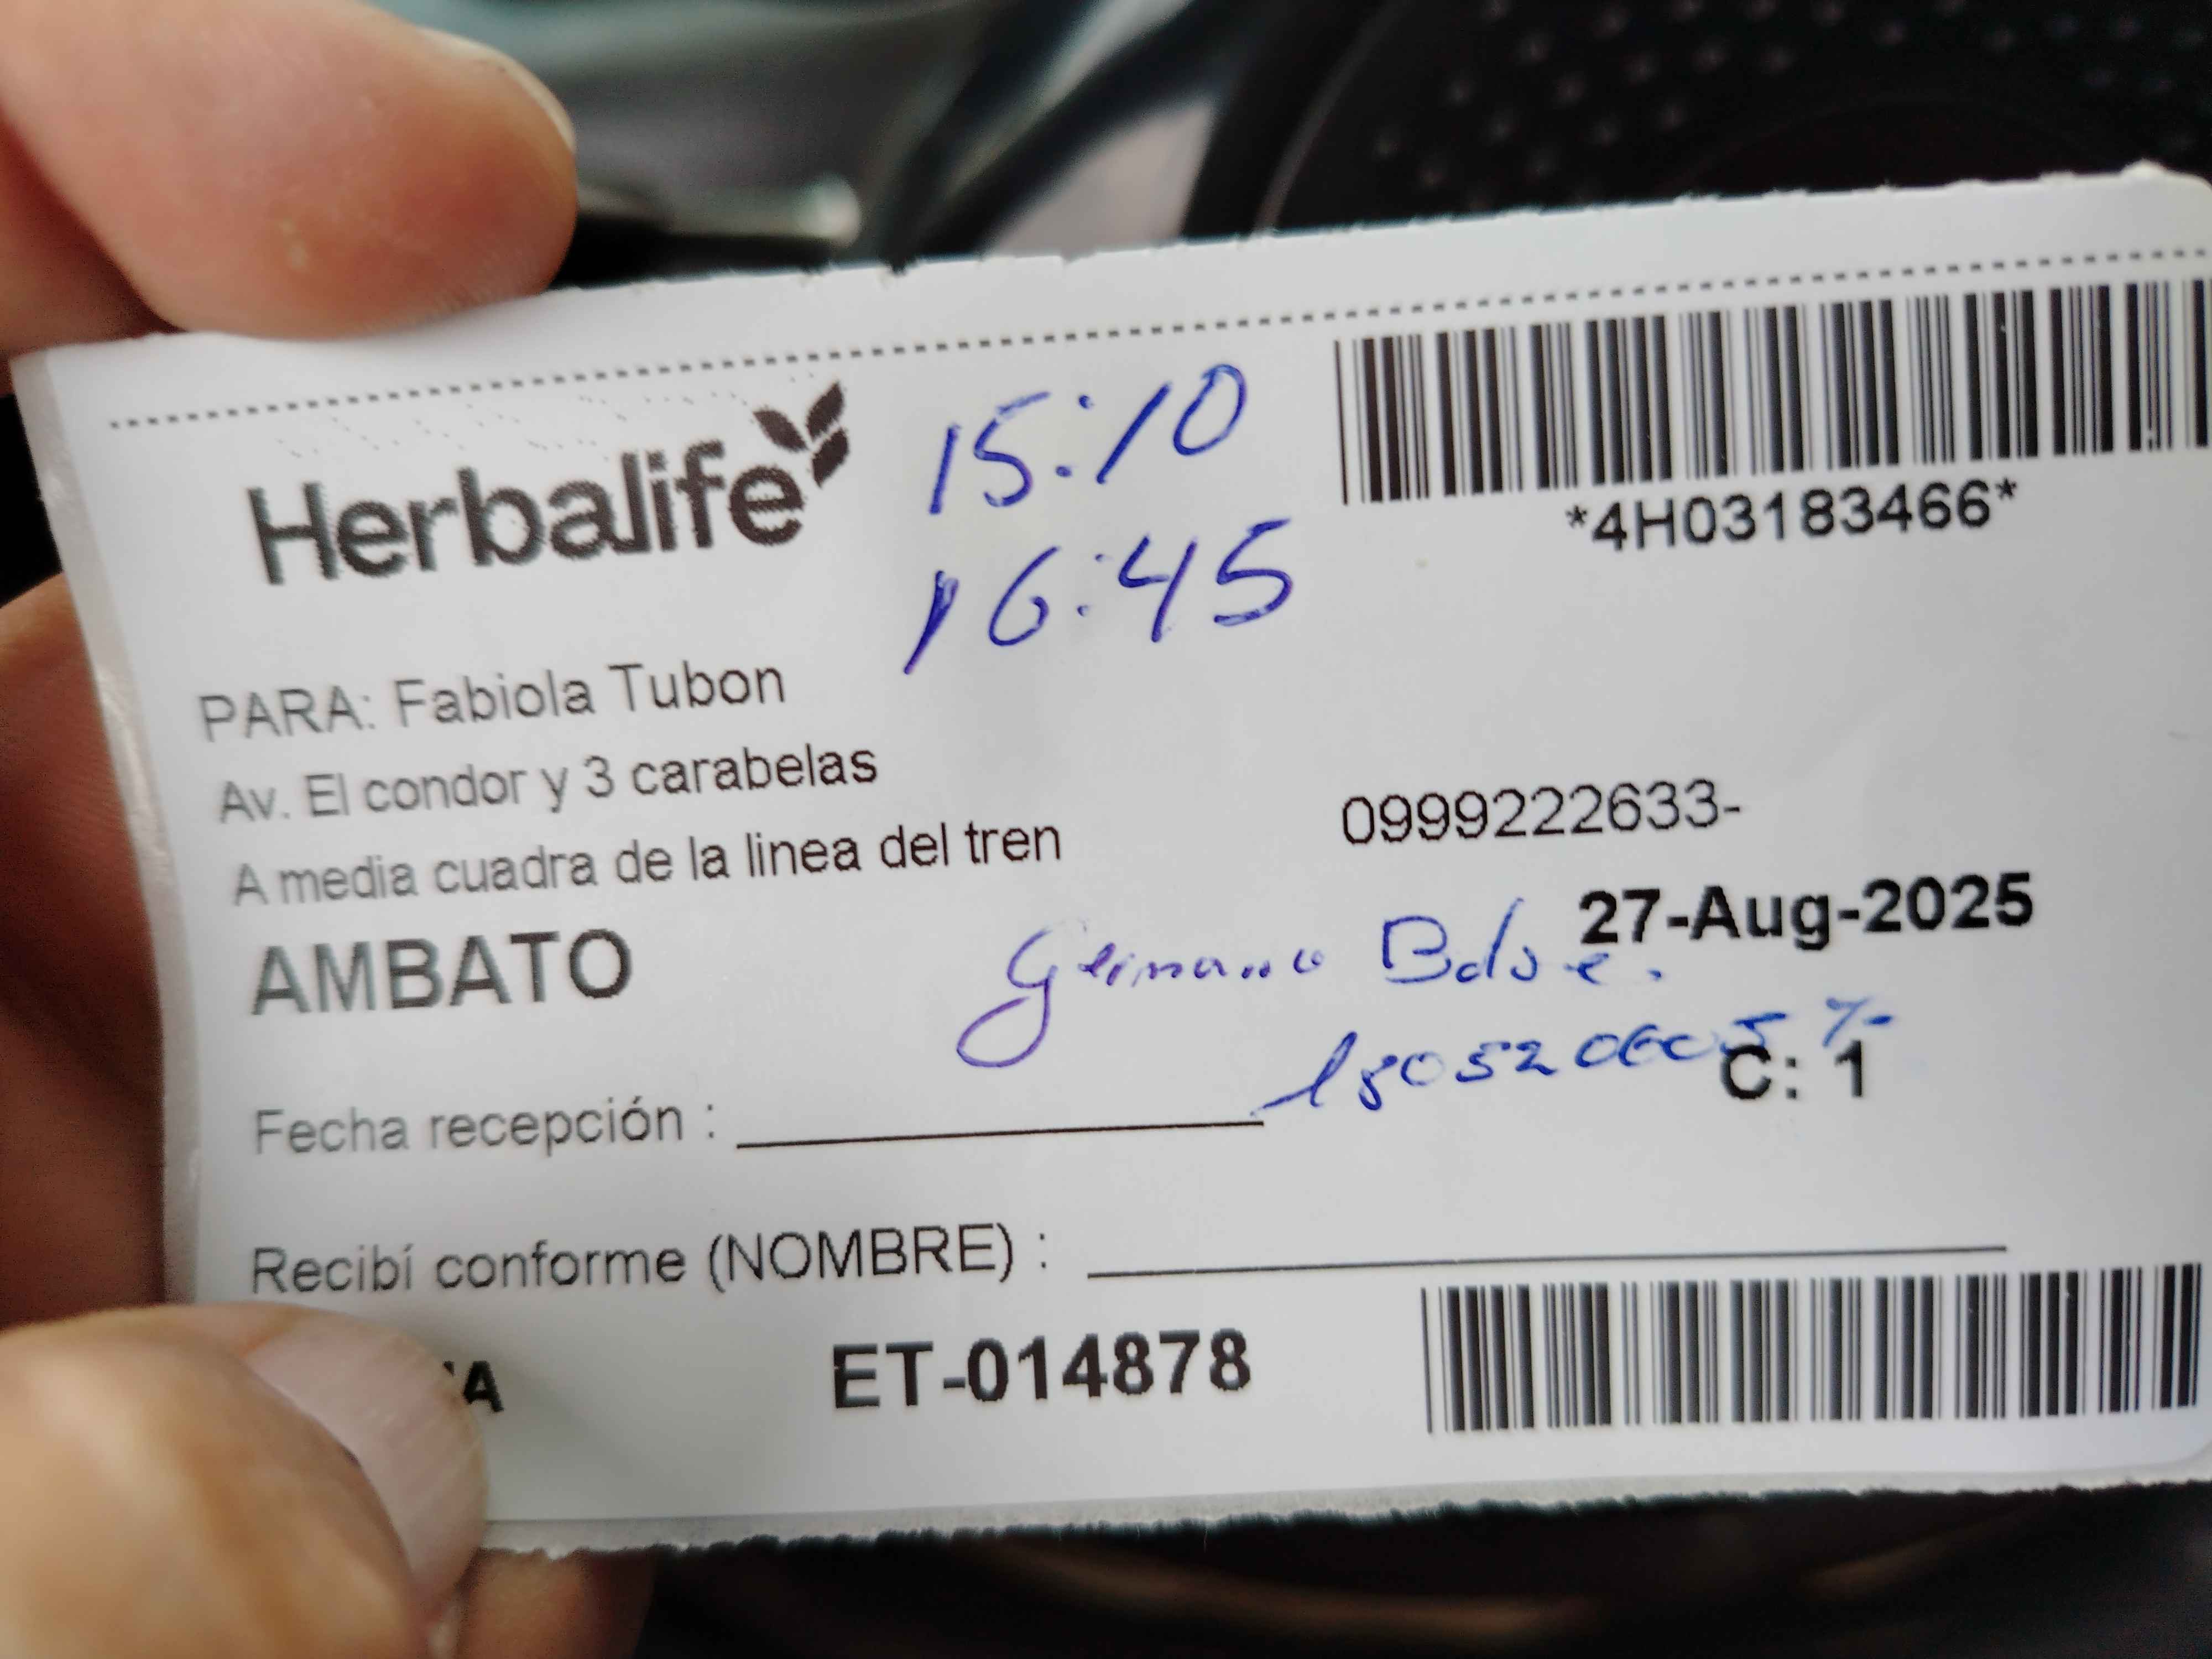 Herbalife
15:10
16:45
*4H03183466*
PARA: Fabiola Tubon
Av. El condor y 3 carabelas
A media cuadra de la linea del tren
0999222633-
27-Aug-2025
AMBATO
C: 1
Fecha recepción :
Recibí conforme (NOMBRE) :
ET-014878